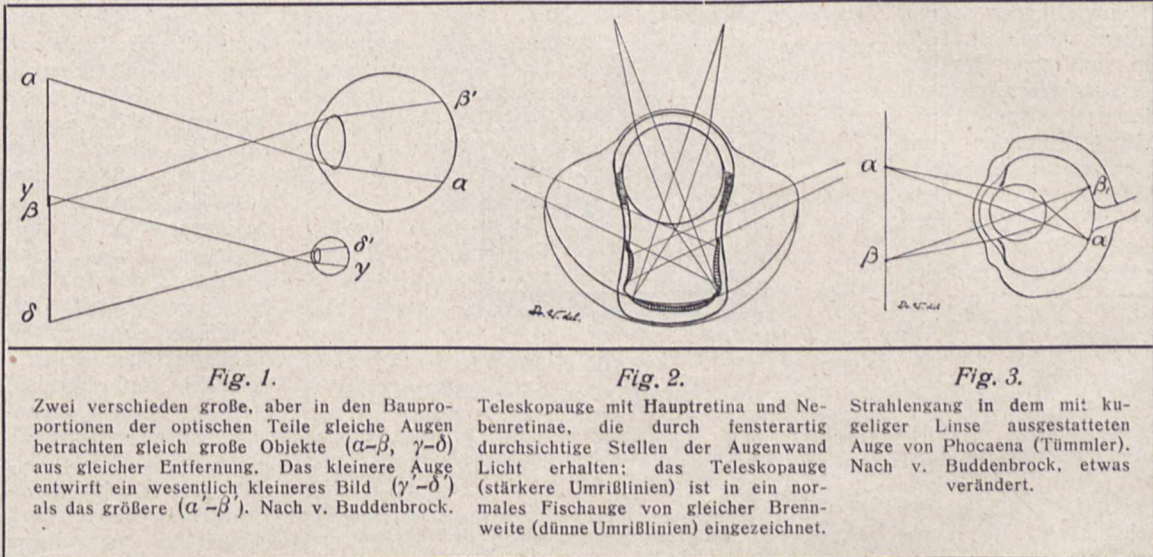 α
β'
α
γ
β
δ'
γ
δ
α
β
β,
α
Fig. 1.
Zwei verschieden große, aber in den Baupro-
portionen der optischen Teile gleiche Augen
betrachten gleich große Objekte (α–β, γ–δ)
aus gleicher Entfernung. Das kleinere Auge
entwirft ein wesentlich kleineres Bild (γ'–δ')
als das größere (α'–β'). Nach v. Buddenbrock.
Fig. 2.
Teleskopauge mit Hauptretina und Ne-
benretinae, die durch fensterartig
durchsichtige Stellen der Augenwand
Licht erhalten; das Teleskopauge
(stärkere Umrißlinien) ist in ein nor-
males Fischauge von gleicher Brenn-
weite (dünne Umrißlinien) eingezeichnet.
Fig. 3.
Strahlengang in dem mit ku-
geliger Linse ausgestatteten
Auge von Phocaena (Tümmler).
Nach v. Buddenbrock, etwas
verändert.